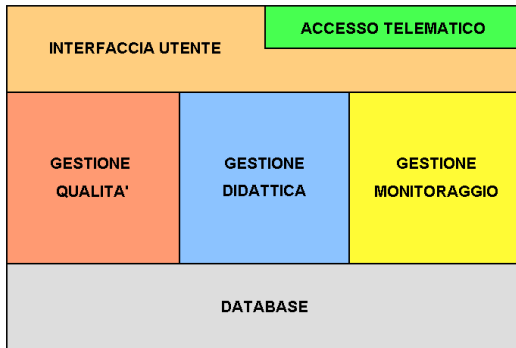 INTERFACCIA UTENTE
ACCESSO TELEMATICO
GESTIONE
QUALITA'
GESTIONE
DIDATTICA
GESTIONE
MONITORAGGIO
DATABASE